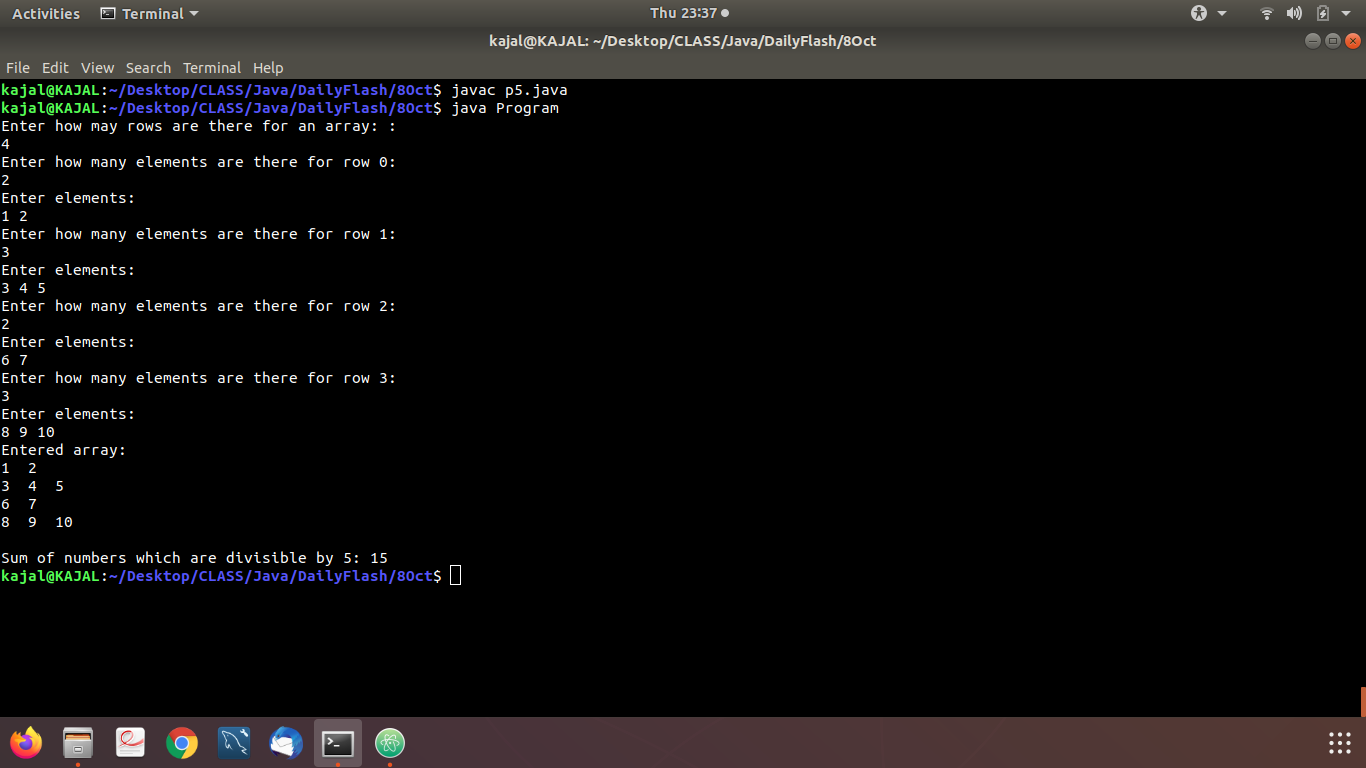 Activities Terminal Thu 23:37
kajal@KAJAL: ~/Desktop/CLASS/Java/DailyFlash/8Oct
File Edit View Search Terminal Help
kajal@KAJAL:~/Desktop/CLASS/Java/DailyFlash/8Oct$ javac p5.java
kajal@KAJAL:~/Desktop/CLASS/Java/DailyFlash/8Oct$ java Program
Enter how may rows are there for an array: :
4
Enter how many elements are there for row 0:
2
Enter elements:
1 2
Enter how many elements are there for row 1:
3
Enter elements:
3 4 5
Enter how many elements are there for row 2:
2
Enter elements:
6 7
Enter how many elements are there for row 3:
3
Enter elements:
8 9 10
Entered array:
1  2
3  4  5
6  7
8  9  10
Sum of numbers which are divisible by 5: 15
kajal@KAJAL:~/Desktop/CLASS/Java/DailyFlash/8Oct$